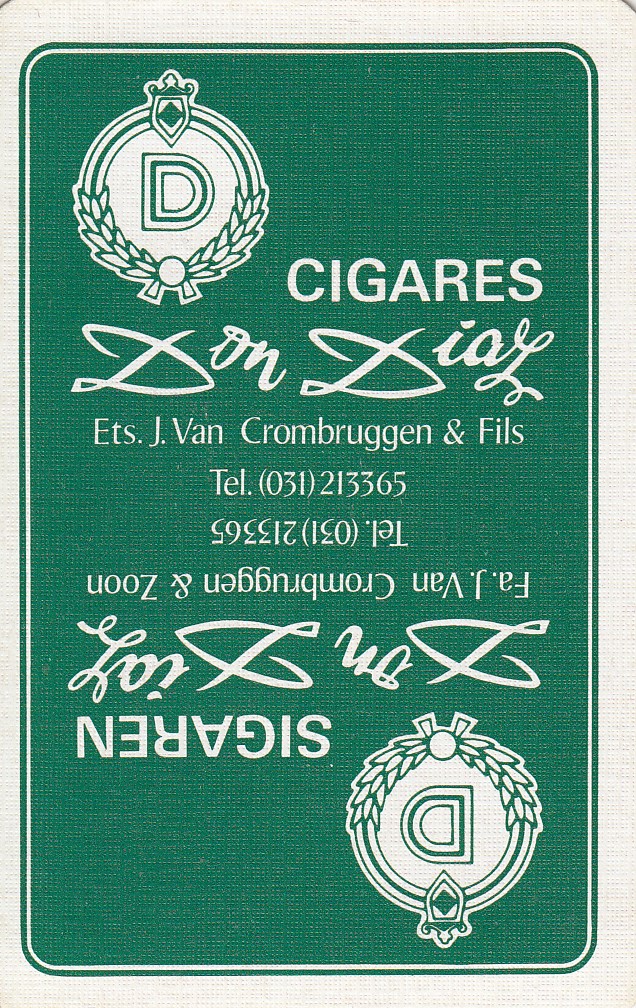 D
CIGARES
Don Diaz
Ets. J. Van Crombruggen & Fils
Tel. (031) 213365
Tel. (031) 213365
Fa. J. Van Crombruggen & Zoon
Don Diaz
SIGAREN
D